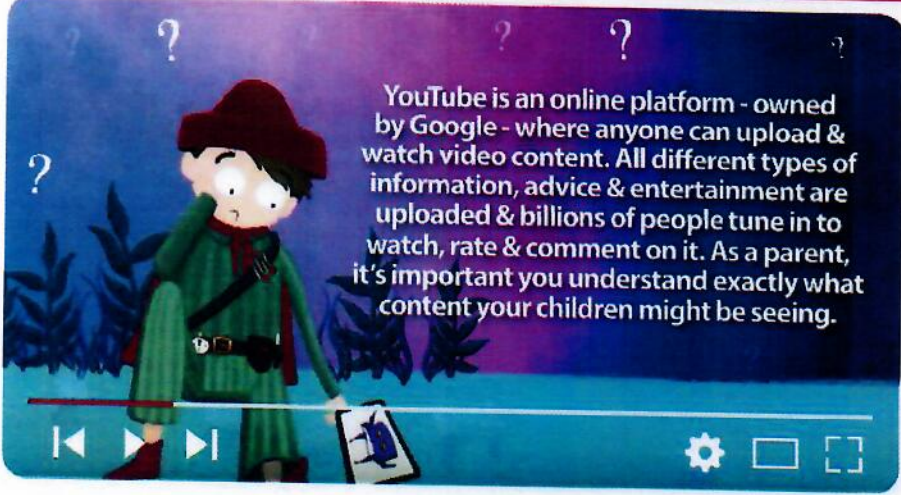 YouTube is an online platform - owned
by Google - where anyone can upload &
watch video content. All different types of
information, advice & entertainment are
uploaded & billions of people tune in to
watch, rate & comment on it. As a parent,
it's important you understand exactly what
content your children might be seeing.